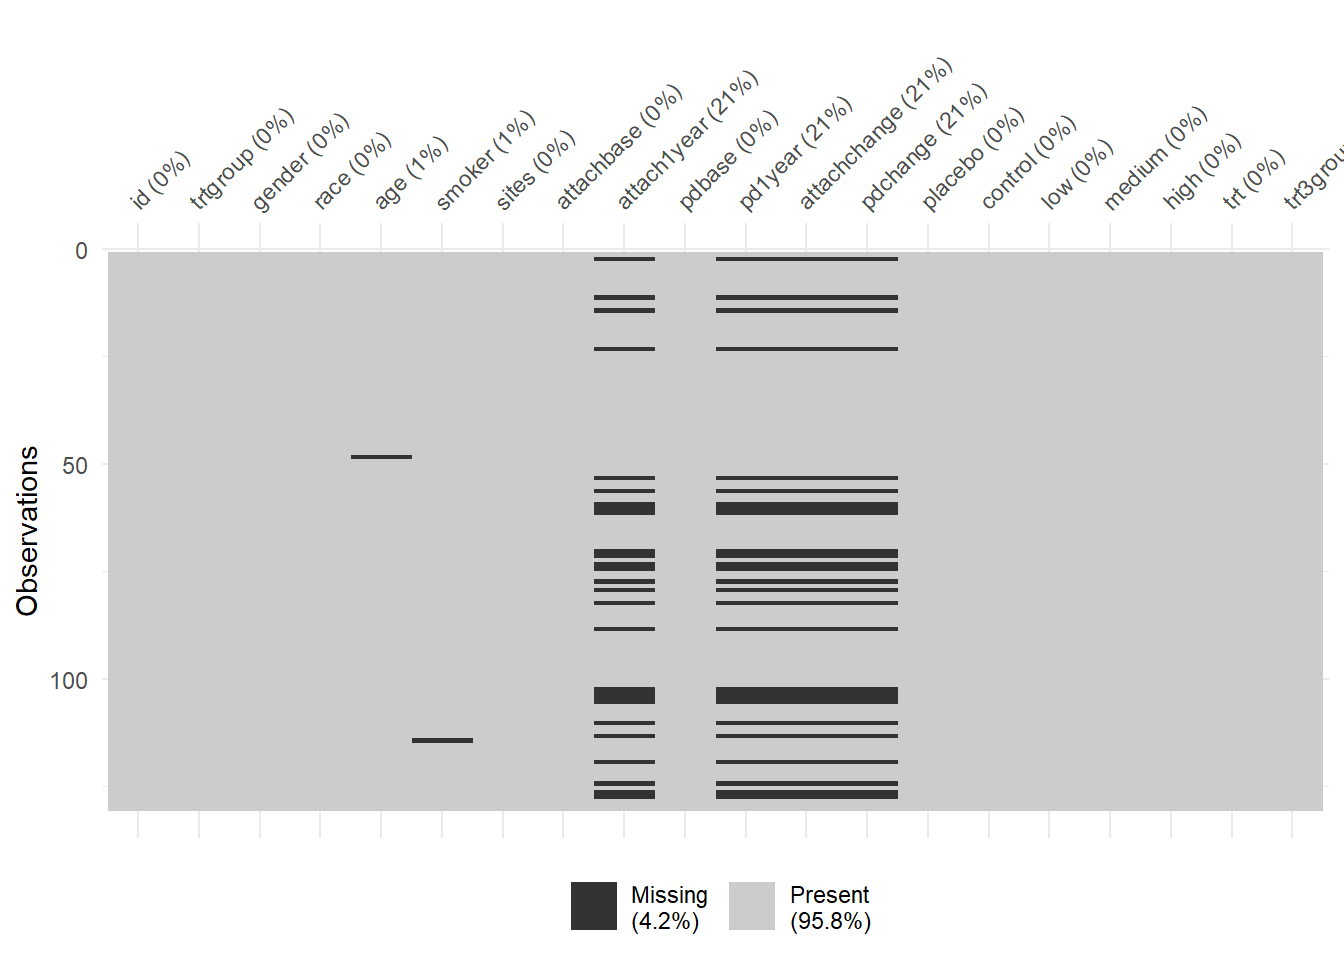 id (0%)
trtgroup (0%)
gender (0%)
race (0%)
age (1%)
smoker (1%)
sites (0%)
attachbase (0%)
attach1year (21%)
pdbase (0%)
pd1year (21%)
attachchange (21%)
pdchange (21%)
placebo (0%)
control (0%)
low (0%)
medium (0%)
high (0%)
trt (0%)
trt3grou
0
50
100
Observations
Missing
(4.2%)
Present
(95.8%)